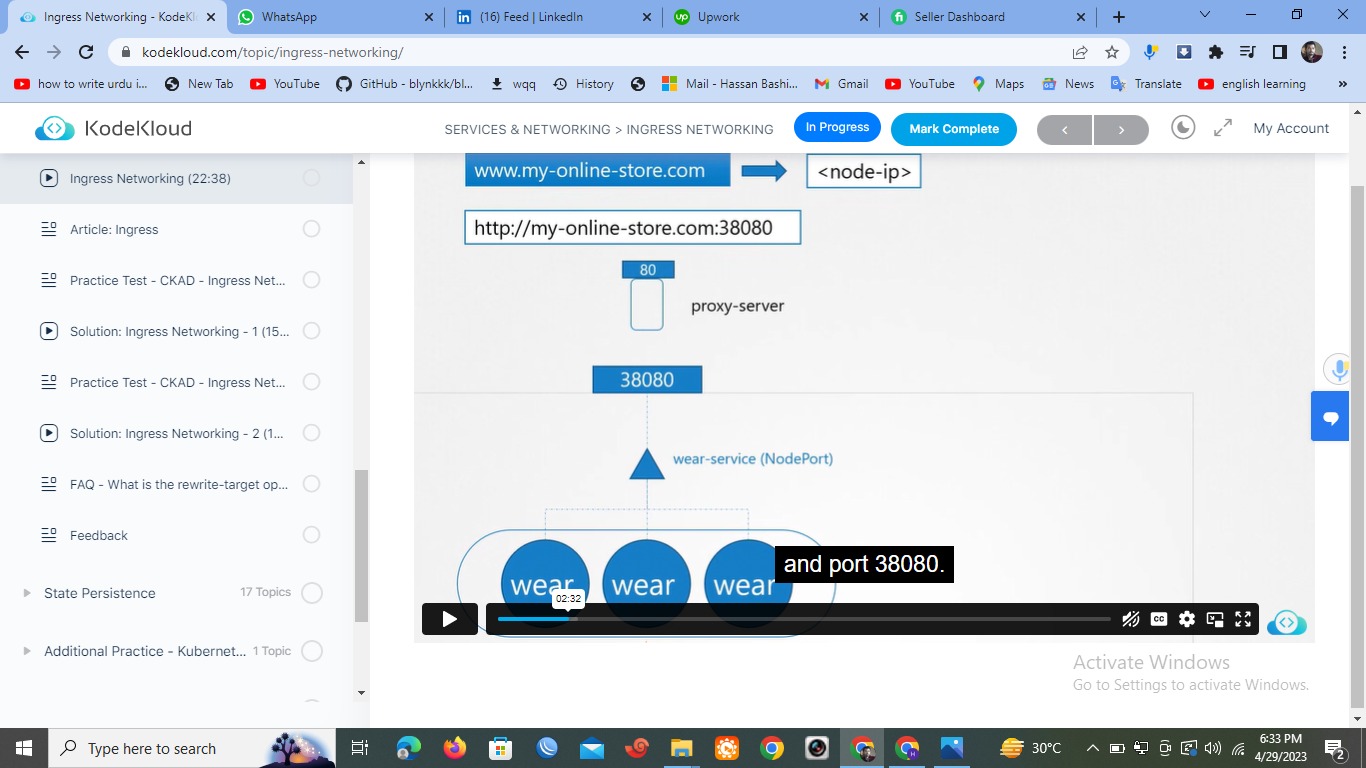 Ingress Networking - KodeKl
WhatsApp
(16) Feed | LinkedIn
Upwork
Seller Dashboard
kodekloud.com/topic/ingress-networking/
how to write urdu i...
New Tab
YouTube
GitHub - blynkkk/bl...
wqq
History
Mail - Hassan Bashi...
Gmail
YouTube
Maps
News
Translate
english learning
KodeKloud
SERVICES & NETWORKING > INGRESS NETWORKING
In Progress
Mark Complete
My Account
Ingress Networking (22:38)
Article: Ingress
Practice Test - CKAD - Ingress Net...
Solution: Ingress Networking - 1 (15...
Practice Test - CKAD - Ingress Net...
Solution: Ingress Networking - 2 (1...
FAQ - What is the rewrite-target op...
Feedback
State Persistence
17 Topics
Additional Practice - Kubernet...
1 Topic
www.my-online-store.com
<node-ip>
http://my-online-store.com:38080
80
proxy-server
38080
wear-service (NodePort)
wear
wear
wear
and port 38080.
02:32
CC
Activate Windows
Go to Settings to activate Windows.
Type here to search
30°C
6:33 PM
4/29/2023
2